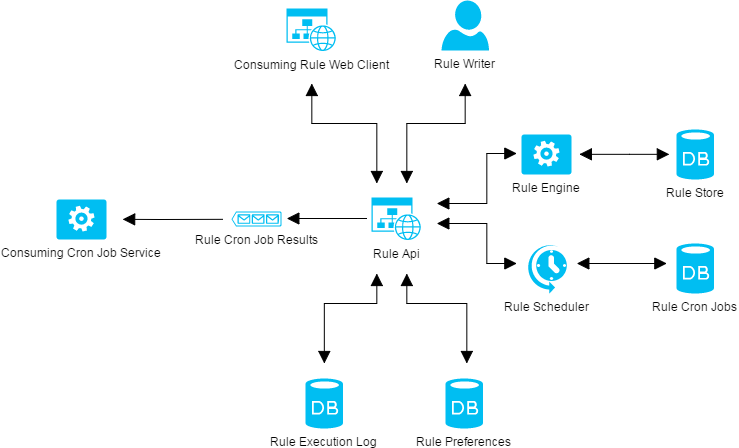 Consuming Rule Web Client
Rule Writer
DB
Rule Engine
Rule Store
Rule Cron Job Results
Consuming Cron Job Service
Rule Api
DB
Rule Scheduler
Rule Cron Jobs
DB
DB
Rule Execution Log
Rule Preferences